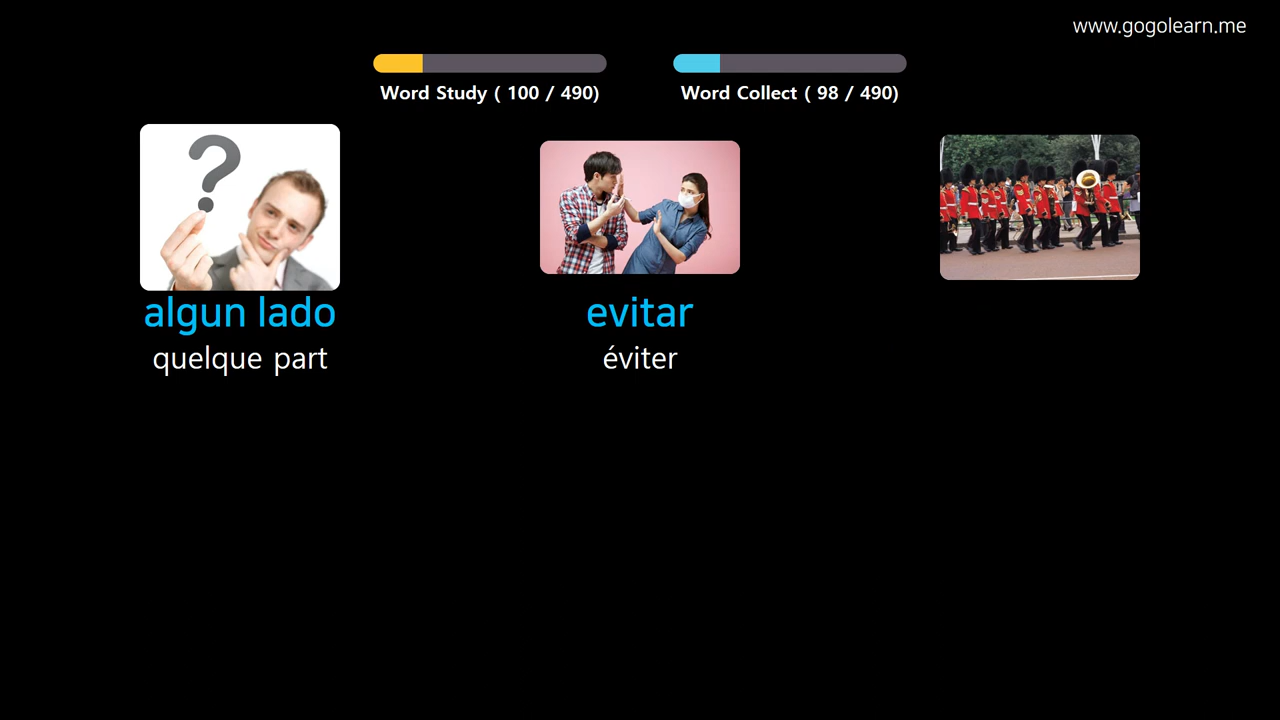 www.gogolearn.me
Word Study ( 100 / 490)
Word Collect ( 98 / 490)
algun lado
quelque part
evitar
éviter